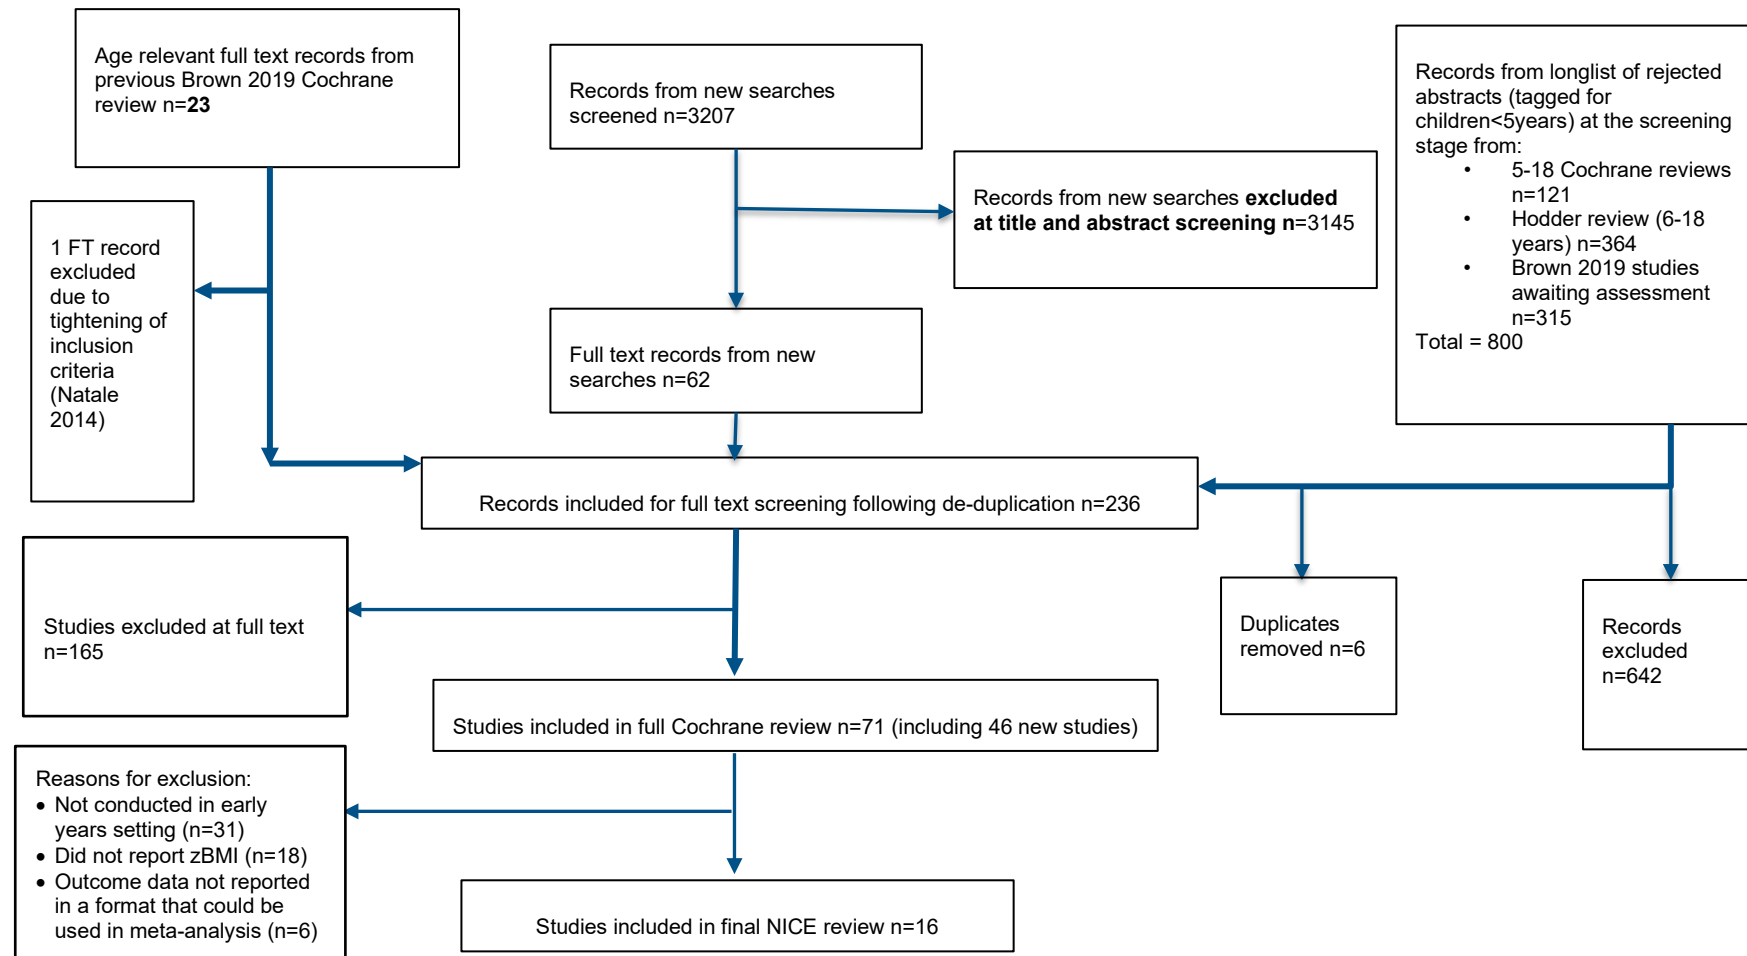 Age relevant full text records from
previous Brown 2019 Cochrane
review n=23
Records from new searches
screened n=3207
Records from longlist of rejected
abstracts (tagged for
children<5years) at the screening
stage from:
• 5-18 Cochrane reviews
n=121
• Hodder review (6-18
years) n=364
• Brown 2019 studies
awaiting assessment
n=315
Total = 800
Records from new searches excluded
at title and abstract screening n=3145
1 FT record
excluded
due to
tightening of
inclusion
criteria
(Natale
2014)
Full text records from new
searches n=62
Records included for full text screening following de-duplication n=236
Studies excluded at full text
n=165
Duplicates
removed n=6
Records
excluded
n=642
Studies included in full Cochrane review n=71 (including 46 new studies)
Reasons for exclusion:
• Not conducted in early
years setting (n=31)
• Did not report zBMI (n=18)
• Outcome data not reported
in a format that could be
used in meta-analysis (n=6)
Studies included in final NICE review n=16